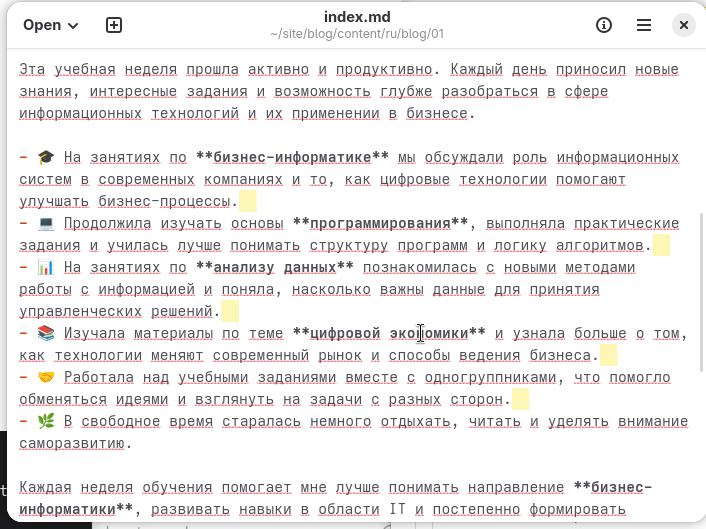 Open
index.md
~/site/blog/content/ru/blog/01
Эта учебная неделя прошла активно и продуктивно. Каждый день приносил новые
знания, интересные задания и возможность глубже разобраться в сфере
информационных технологий и их применении в бизнесе.
- 🎓 На занятиях по **бизнес-информатике** мы обсуждали роль информационных
систем в современных компаниях и то, как цифровые технологии помогают
улучшать бизнес-процессы.
- 💻 Продолжила изучать основы **программирования**, выполняла практические
задания и училась лучше понимать структуру программ и логику алгоритмов.
- 📊 На занятиях по **анализу данных** познакомилась с новыми методами
работы с информацией и поняла, насколько важны данные для принятия
управленческих решений.
- 📚 Изучала материалы по теме **цифровой экономики** и узнала больше о том,
как технологии меняют современный рынок и способы ведения бизнеса.
- 🤝 Работала над учебными заданиями вместе с одногруппниками, что помогло
обменяться идеями и взглянуть на задачи с разных сторон.
- 🌿 В свободное время старалась немного отдыхать, читать и уделять внимание
саморазвитию.
Каждая неделя обучения помогает мне лучше понимать направление **бизнес-
информатики**, развивать навыки в области IT и постепенно формировать